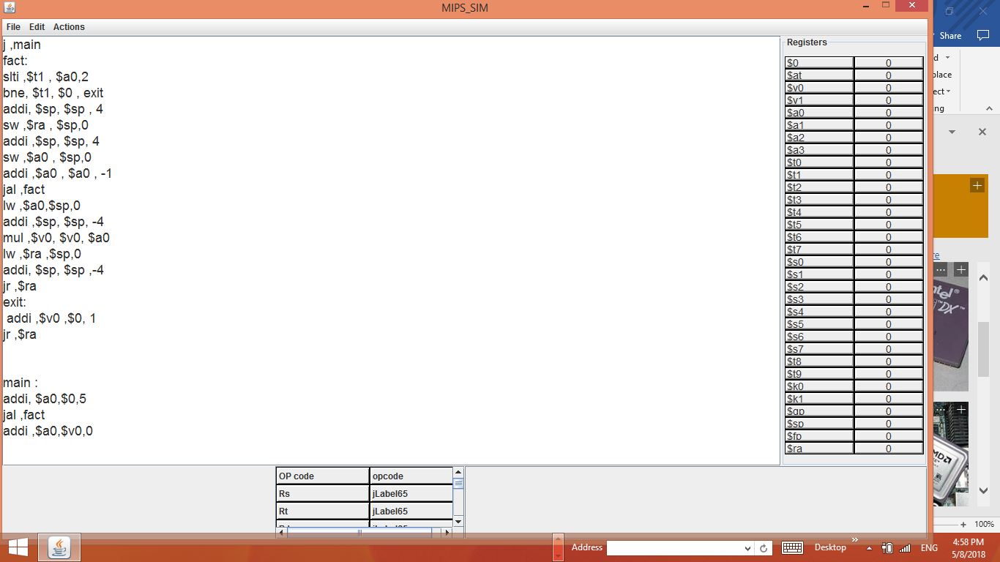 MIPS_SIM
File Edit Actions
j ,main
fact:
slti ,$t1 , $a0,2
bne, $t1, $0 , exit
addi, $sp, $sp , 4
sw ,$ra , $sp,0
addi ,$sp, $sp, 4
sw ,$a0 , $sp,0
addi ,$a0 , $a0 , -1
jal ,fact
lw ,$a0,$sp,0
addi ,$sp, $sp, -4
mul ,$v0, $v0, $a0
lw ,$ra ,$sp,0
addi, $sp, $sp ,-4
jr ,$ra
exit:
addi ,$v0 ,$0, 1
jr ,$ra
main :
addi, $a0,$0,5
jal ,fact
addi ,$a0,$v0,0
Registers
$0 0
$at 0
$v0 0
$v1 0
$a0 0
$a1 0
$a2 0
$a3 0
$t0 0
$t1 0
$t2 0
$t3 0
$t4 0
$t5 0
$t6 0
$t7 0
$s0 0
$s1 0
$s2 0
$s3 0
$s4 0
$s5 0
$s6 0
$s7 0
$t8 0
$t9 0
$k0 0
$k1 0
$gp 0
$sp 0
$fp 0
$ra 0
OP code opcode
Rs jLabel65
Rt jLabel65
Share
d
place
ect
ng
re
ntel
DX
MD
100%
Address
Desktop
ENG
4:58 PM
5/8/2018